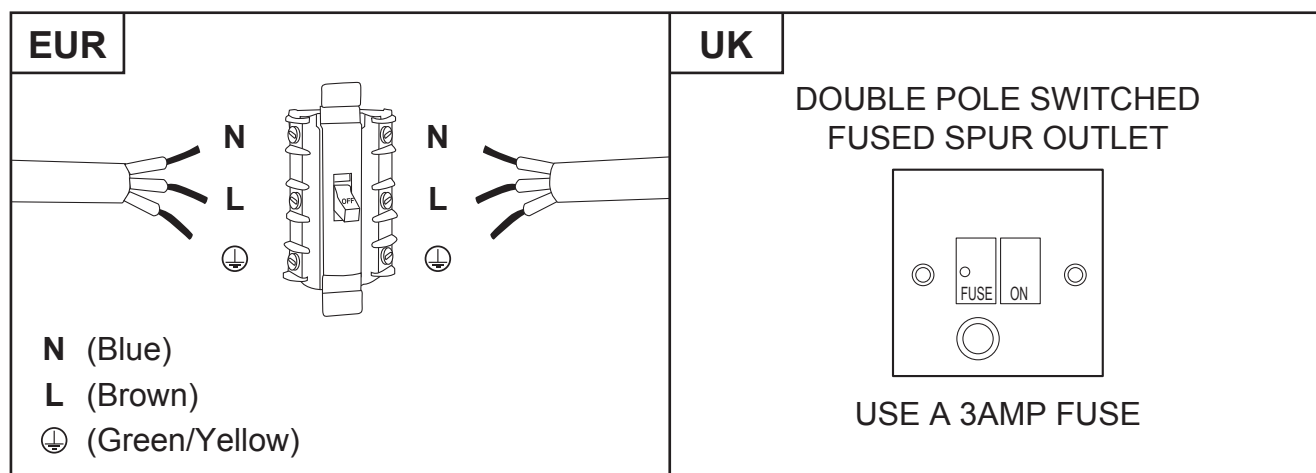 EUR
N
L
OFF
N
L
N (Blue)
L (Brown)
(Green/Yellow)
UK
DOUBLE POLE SWITCHED
FUSED SPUR OUTLET
FUSE ON
USE A 3AMP FUSE